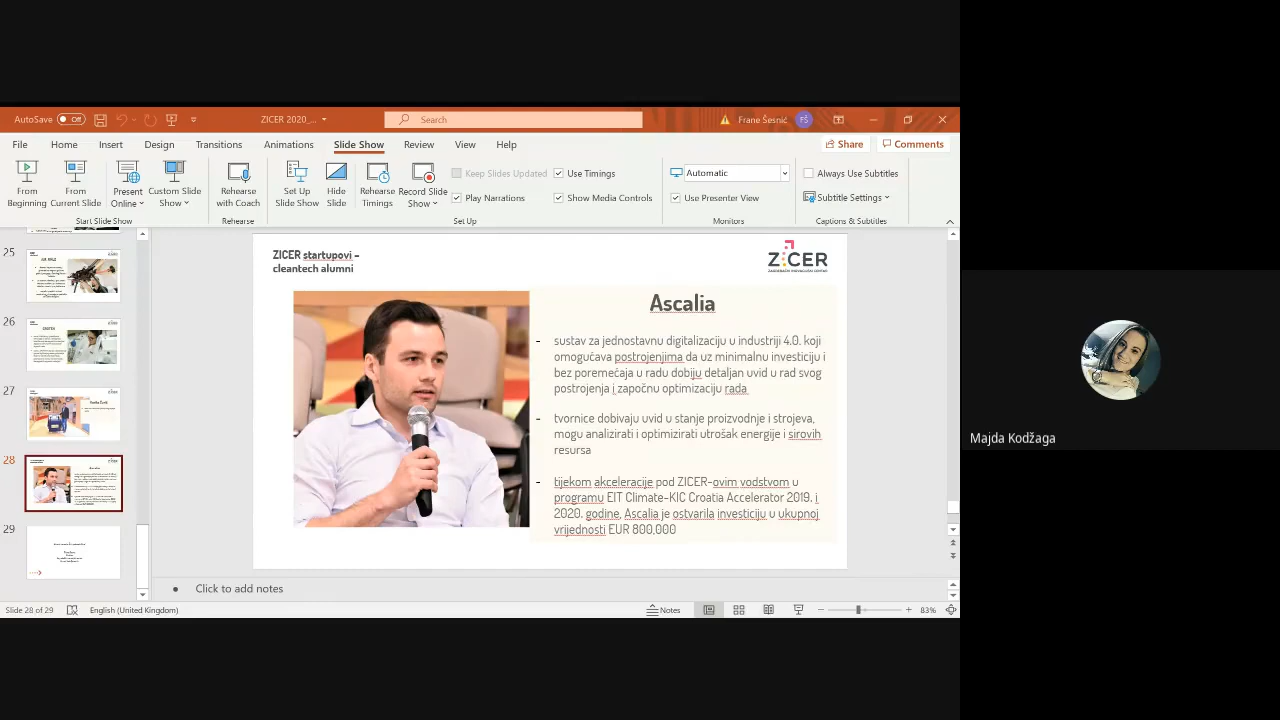 AutoSave Off ZICER 2020_... Search Frane Šesnić FŠ
File Home Insert Design Transitions Animations Slide Show Review View Help Share Comments
From Beginning
From Current Slide
Present Online
Custom Slide Show
Rehearse with Coach
Set Up Slide Show
Hide Slide
Rehearse Timings
Record Slide Show
Keep Slides Updated
Play Narrations
Use Timings
Show Media Controls
Automatic
Use Presenter View
Always Use Subtitles
Subtitle Settings
Start Slide Show Rehearse Set Up Monitors Captions & Subtitles
25
26
27
28
29
ZICER startupovi –
cleantech alumni
ZICER
ZAGREBAČKI INOVACIJSKI CENTAR
Ascalia
- sustav za jednostavnu digitalizaciju u industriji 4.0. koji
omogućava postrojenjima da uz minimalnu investiciju i
bez poremećaja u radu dobiju detaljan uvid u rad svog
postrojenja i započnu optimizaciju rada
- tvornice dobivaju uvid u stanje proizvodnje i strojeva,
mogu analizirati i optimizirati utrošak energije i sirovih
resursa
- tijekom akceleracije pod ZICER-ovim vodstvom u
programu EIT Climate-KIC Croatia Accelerator 2019. i
2020. godine, Ascalia je ostvarila investiciju u ukupnoj
vrijednosti EUR 800,000
Click to add notes
Slide 28 of 29 English (United Kingdom) Notes 83%
Majda Kodžaga